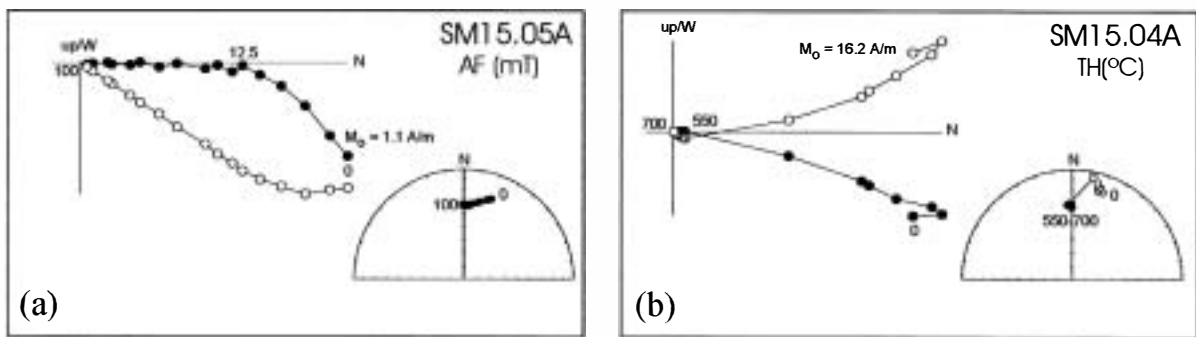 SM15.05A
AF (mT)
up/W
12.5
N
100
M₀ = 1.1 A/m
0
N
100
0
(a)
SM15.04A
TH(°C)
up/W
M₀ = 16.2 A/m
700
550
N
0
N
0
550-700
(b)